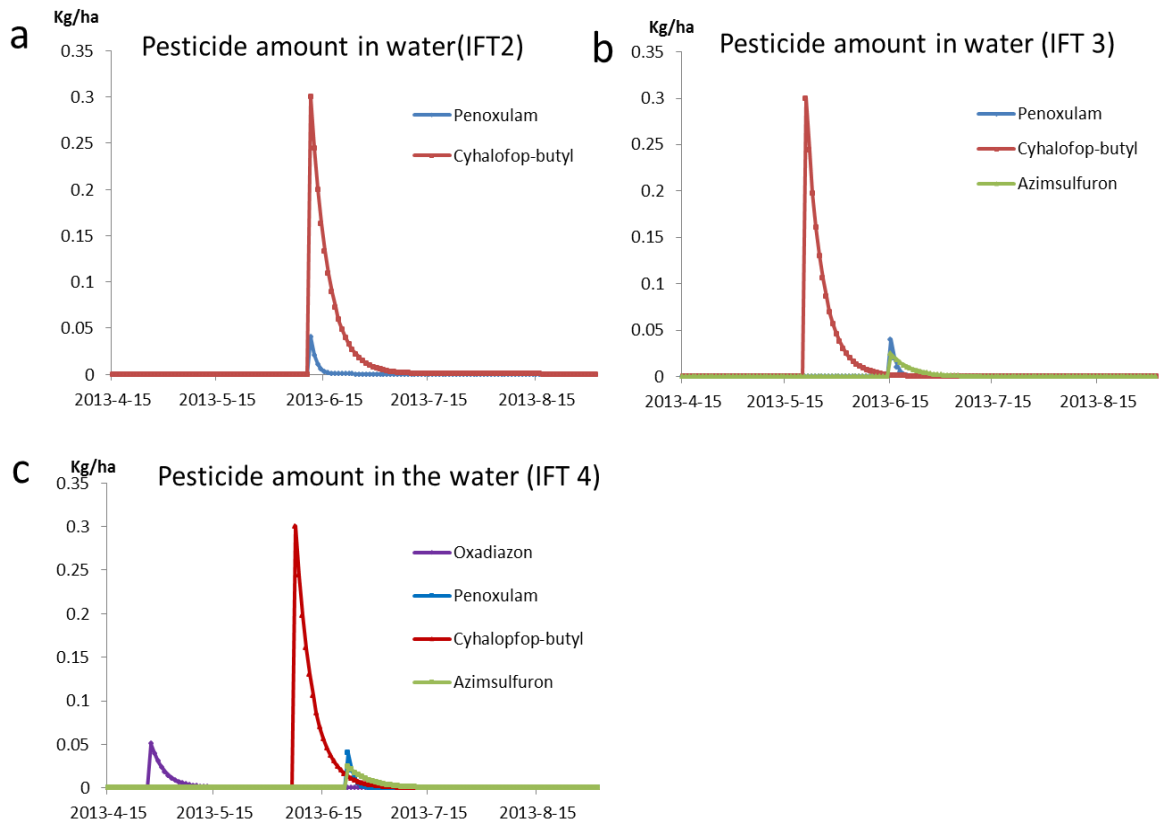 a
Kg/ha
Pesticide amount in water(IFT2)
0.35
0.3
0.25
0.2
0.15
0.1
0.05
0
Penoxulam
Cyhalofop-butyl
2013-4-15 2013-5-15 2013-6-15 2013-7-15 2013-8-15
b
Kg/ha
Pesticide amount in water (IFT 3)
0.35
0.3
0.25
0.2
0.15
0.1
0.05
0
Penoxulam
Cyhalofop-butyl
Azimsulfuron
2013-4-15 2013-5-15 2013-6-15 2013-7-15 2013-8-15
c
Kg/ha
Pesticide amount in the water (IFT 4)
0.35
0.3
0.25
0.2
0.15
0.1
0.05
0
Oxadiazon
Penoxulam
Cyhalopfop-butyl
Azimsulfuron
2013-4-15 2013-5-15 2013-6-15 2013-7-15 2013-8-15